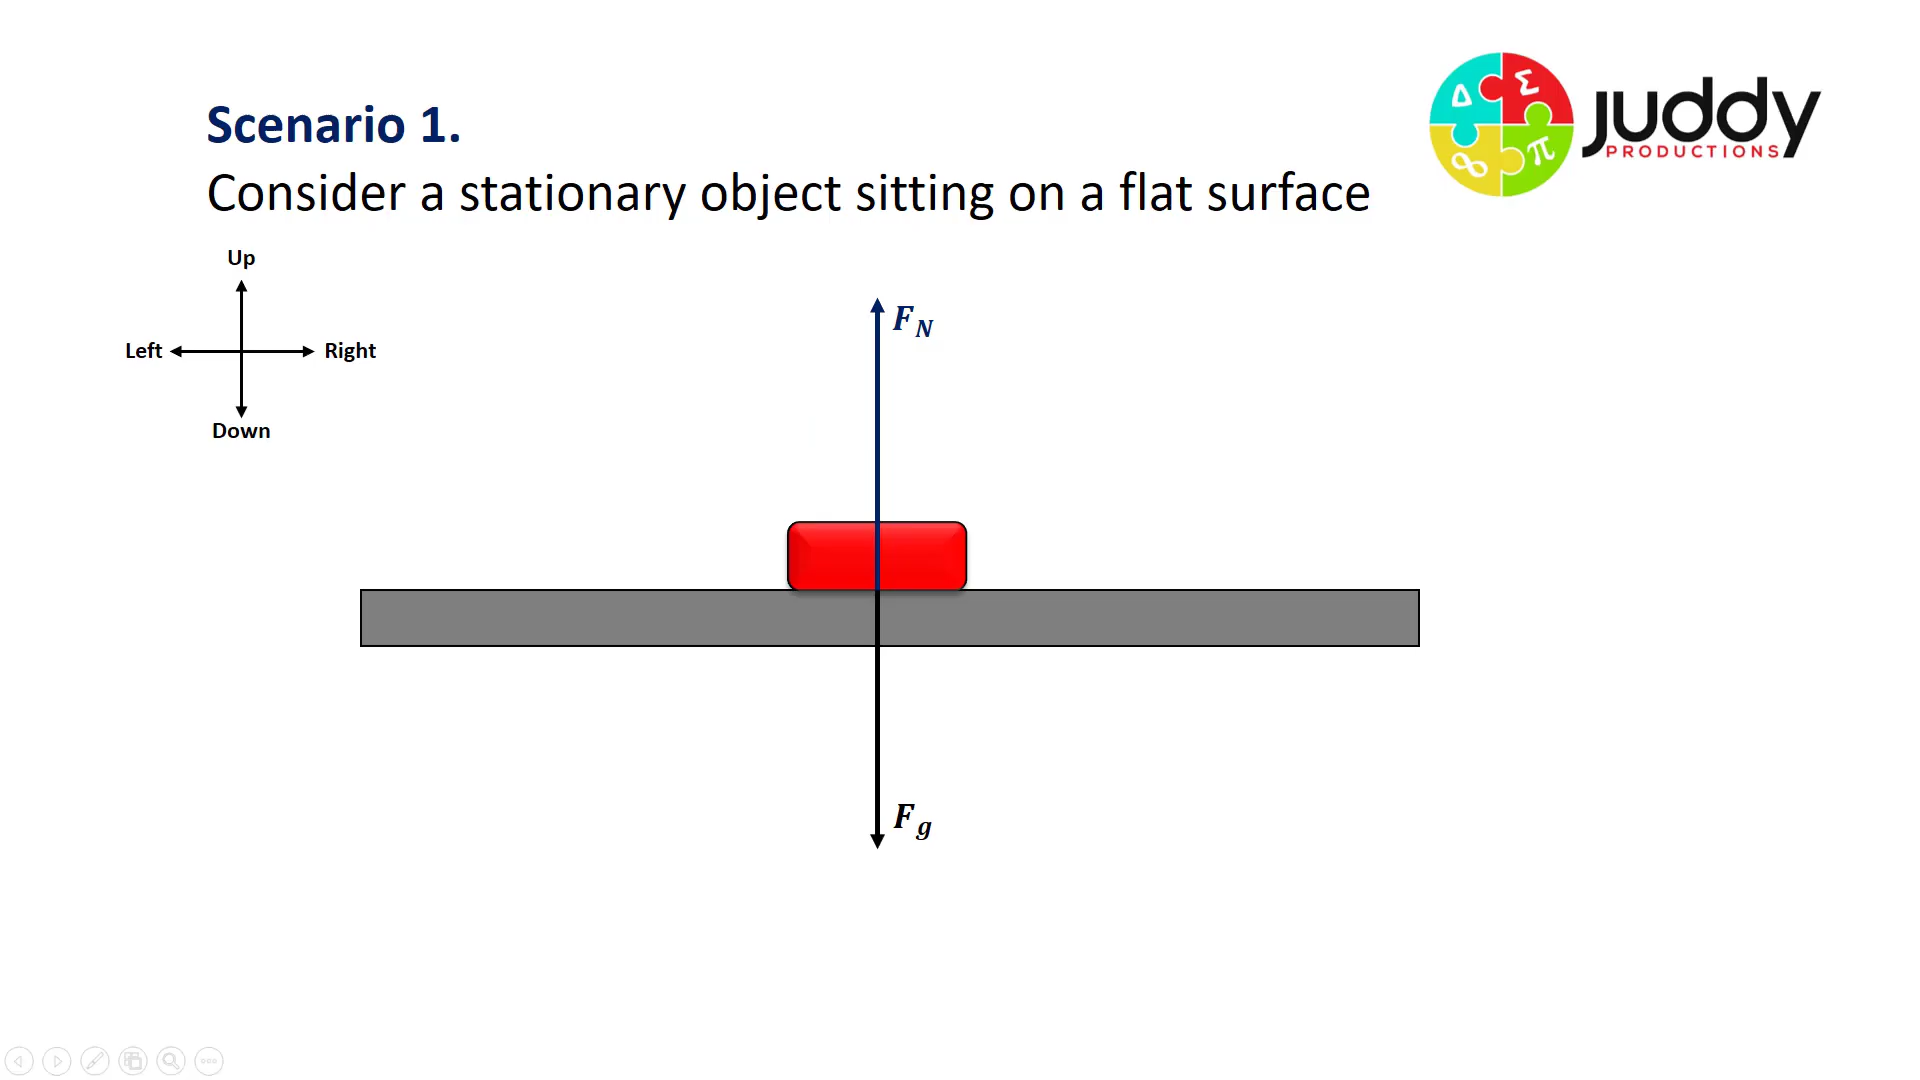 Scenario 1.
Consider a stationary object sitting on a flat surface
Δ Σ
∞ π
juddy
PRODUCTIONS
Up
Left Right
Down
F_N
F_g